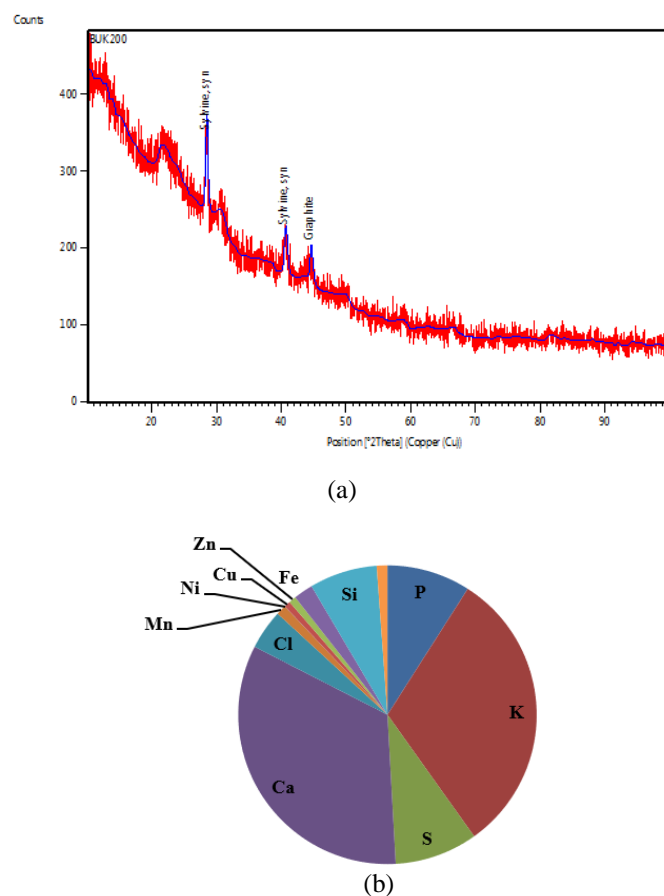 Counts
BUK200
Sylvine, syn
Sylvine, syn
Graphite
400
300
200
100
0
20 30 40 50 60 70 80 90
Position [°2Theta] (Copper (Cu))
(a)
Zn
Cu
Fe
Ni
Si
P
Mn
Cl
K
Ca
S
(b)